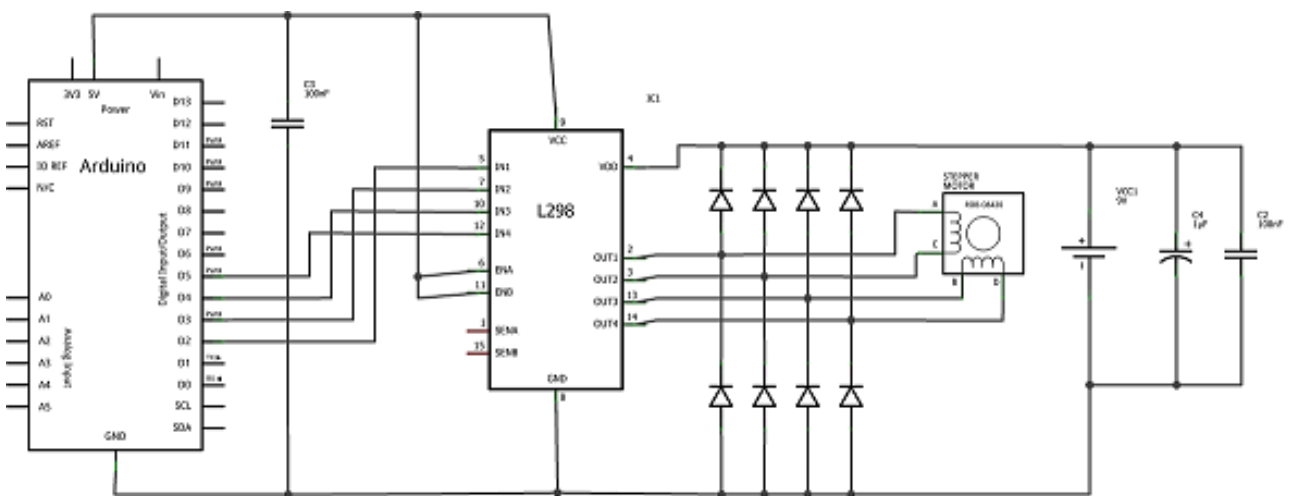 3V3 5V Vin
Power
Arduino
RST
AREF
IO REF
N/C
A0
A1
A2
A3
A4
A5
Analog Input
GND
D13
D12
D11
D10
D9
D8
D7
D6
D5
D4
D3
D2
D1
D0
SCL
SDA
Digital Input/Output
PWM
PWM
PWM
PWM
PWM
PWM
C3
100nF
IC1
L298
9
VCC
5 IN1
7 IN2
10 IN3
12 IN4
6 ENA
11 ENB
1 SENA
15 SENB
GND
8
VDD 4
OUT1 2
OUT2 3
OUT3 13
OUT4 14
STEPPER
MOTOR
A
C
B
D
VCC1
9V
C4
1µF
C2
100nF